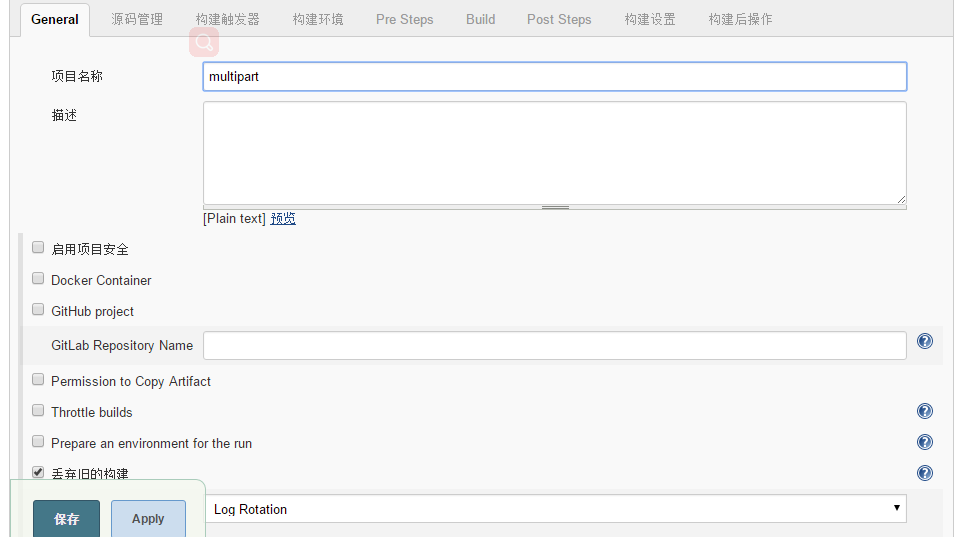 General 源码管理 构建触发器 构建环境 Pre Steps Build Post Steps 构建设置 构建后操作
项目名称 multipart
描述
[Plain text] 预览
启用项目安全
Docker Container
GitHub project
GitLab Repository Name
Permission to Copy Artifact
Throttle builds
Prepare an environment for the run
丢弃旧的构建
Log Rotation
保存 Apply